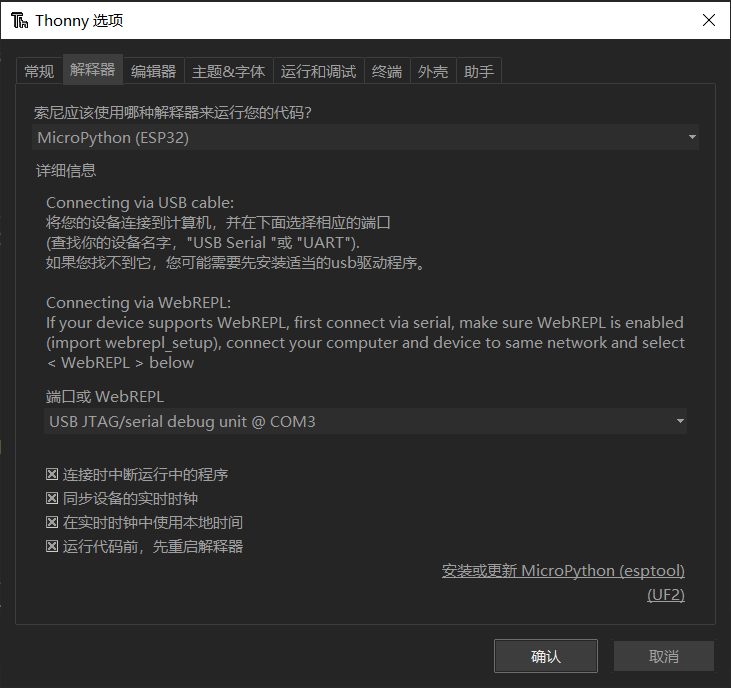 Thonny 选项
常规 解释器 编辑器 主题&字体 运行和调试 终端 外壳 助手
索尼应该使用哪种解释器来运行您的代码?
MicroPython (ESP32)
详细信息
Connecting via USB cable:
将您的设备连接到计算机，并在下面选择相应的端口
(查找你的设备名字，"USB Serial "或 "UART").
如果您找不到它，您可能需要先安装适当的usb驱动程序。
Connecting via WebREPL:
If your device supports WebREPL, first connect via serial, make sure WebREPL is enabled
(import webrepl_setup), connect your computer and device to same network and select
< WebREPL > below
端口或 WebREPL
USB JTAG/serial debug unit @ COM3
连接时中断运行中的程序
同步设备的实时时钟
在实时时钟中使用本地时间
运行代码前，先重启解释器
安装或更新 MicroPython (esptool)
(UF2)
确认 取消